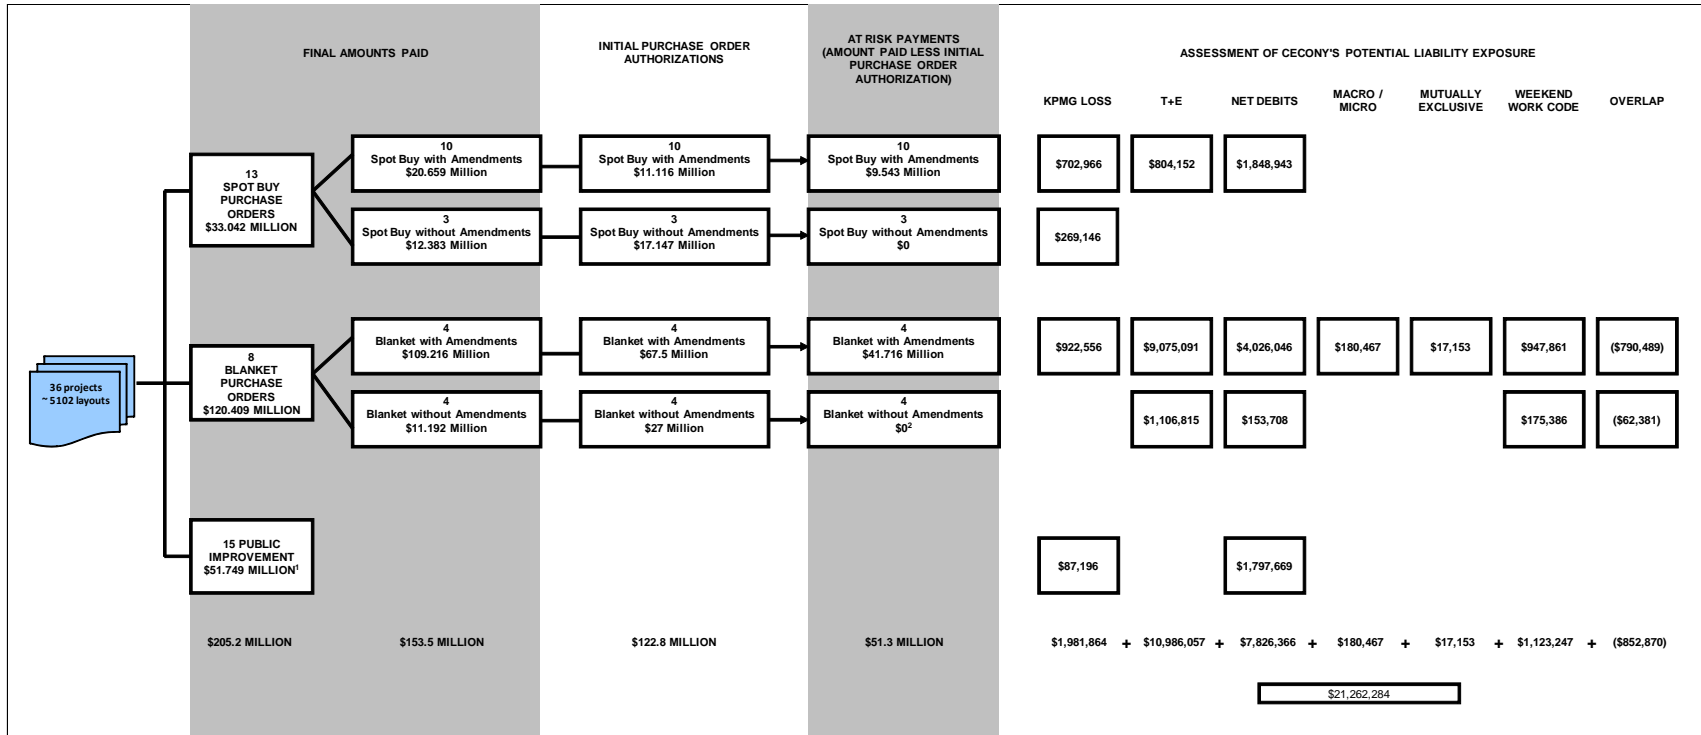 FINAL AMOUNTS PAID
INITIAL PURCHASE ORDER
AUTHORIZATIONS
AT RISK PAYMENTS
(AMOUNT PAID LESS INITIAL
PURCHASE ORDER
AUTHORIZATION)
ASSESSMENT OF CECONY'S POTENTIAL LIABILITY EXPOSURE
KPMG LOSS
T+E
NET DEBITS
MACRO /
MICRO
MUTUALLY
EXCLUSIVE
WEEKEND
WORK CODE
OVERLAP
36 projects
~ 5102 layouts
13
SPOT BUY
PURCHASE
ORDERS
$33.042 MILLION
10
Spot Buy with Amendments
$20.659 Million
10
Spot Buy with Amendments
$11.116 Million
10
Spot Buy with Amendments
$9.543 Million
$702,966
$804,152
$1,848,943
3
Spot Buy without Amendments
$12.383 Million
3
Spot Buy without Amendments
$17.147 Million
3
Spot Buy without Amendments
$0
$269,146
8
BLANKET
PURCHASE
ORDERS
$120.409 MILLION
4
Blanket with Amendments
$109.216 Million
4
Blanket with Amendments
$67.5 Million
4
Blanket with Amendments
$41.716 Million
$922,556
$9,075,091
$4,026,046
$180,467
$17,153
$947,861
($790,489)
4
Blanket without Amendments
$11.192 Million
4
Blanket without Amendments
$27 Million
4
Blanket without Amendments
$0²
$1,106,815
$153,708
$175,386
($62,381)
15 PUBLIC
IMPROVEMENT
$51.749 MILLION¹
$87,196
$1,797,669
$205.2 MILLION
$153.5 MILLION
$122.8 MILLION
$51.3 MILLION
$1,981,864 + $10,986,057 + $7,826,366 + $180,467 + $17,153 + $1,123,247 + ($852,870)
$21,262,284